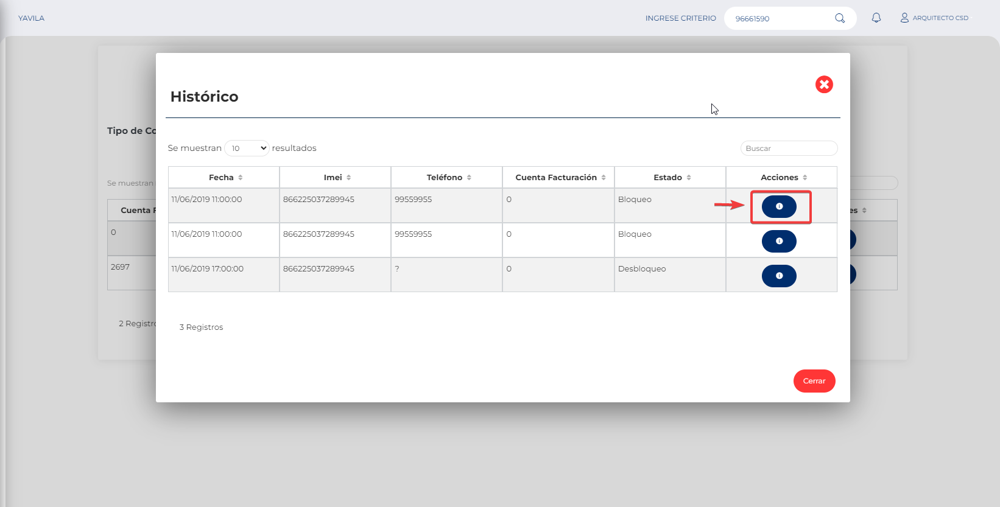 YAVILA
INGRESE CRITERIO 96661590 ARQUITECTO CSD
Histórico
Tipo de Co
Se muestran 10 resultados Buscar
Se muestran
Fecha Imei Teléfono Cuenta Facturación Estado Acciones
11/06/2019 11:00:00 866225037289945 99559955 0 Bloqueo
11/06/2019 11:00:00 866225037289945 99559955 0 Bloqueo
11/06/2019 17:00:00 866225037289945 ? 0 Desbloqueo
Cuenta F es
0
2697
2 Registro
3 Registros
Cerrar